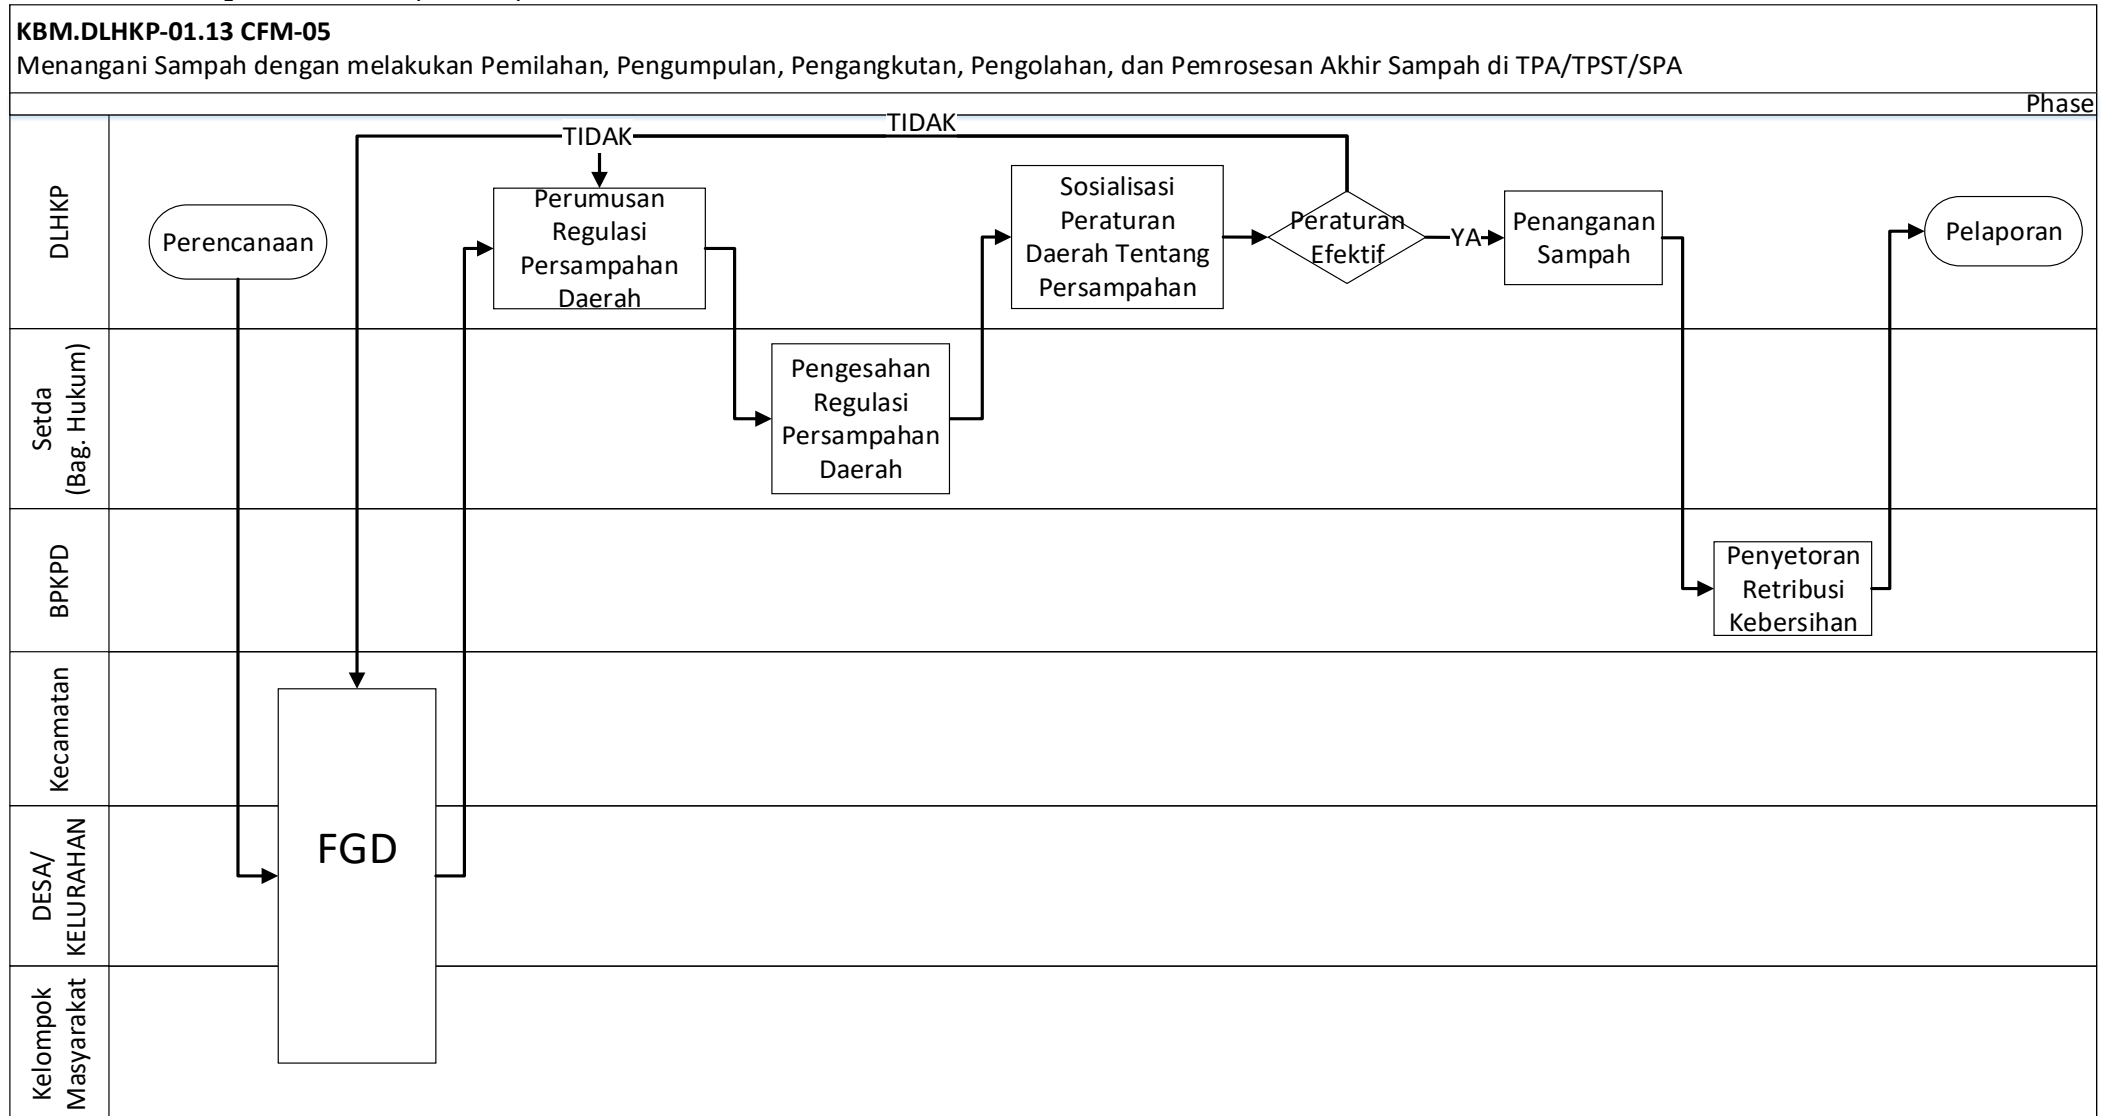 KBM.DLHKP-01.13 CFM-05
Menangani Sampah dengan melakukan Pemilahan, Pengumpulan, Pengangkutan, Pengolahan, dan Pemrosesan Akhir Sampah di TPA/TPST/SPA
Phase
DLHKP
Perencanaan
TIDAK
TIDAK
Perumusan
Regulasi
Persampahan
Daerah
Sosialisasi
Peraturan
Daerah Tentang
Persampahan
Peraturan
Efektif
YA
Penanganan
Sampah
Pelaporan
Setda
(Bag. Hukum)
Pengesahan
Regulasi
Persampahan
Daerah
BPKPD
Penyetoran
Retribusi
Kebersihan
Kecamatan
DESA/
KELURAHAN
FGD
Kelompok
Masyarakat